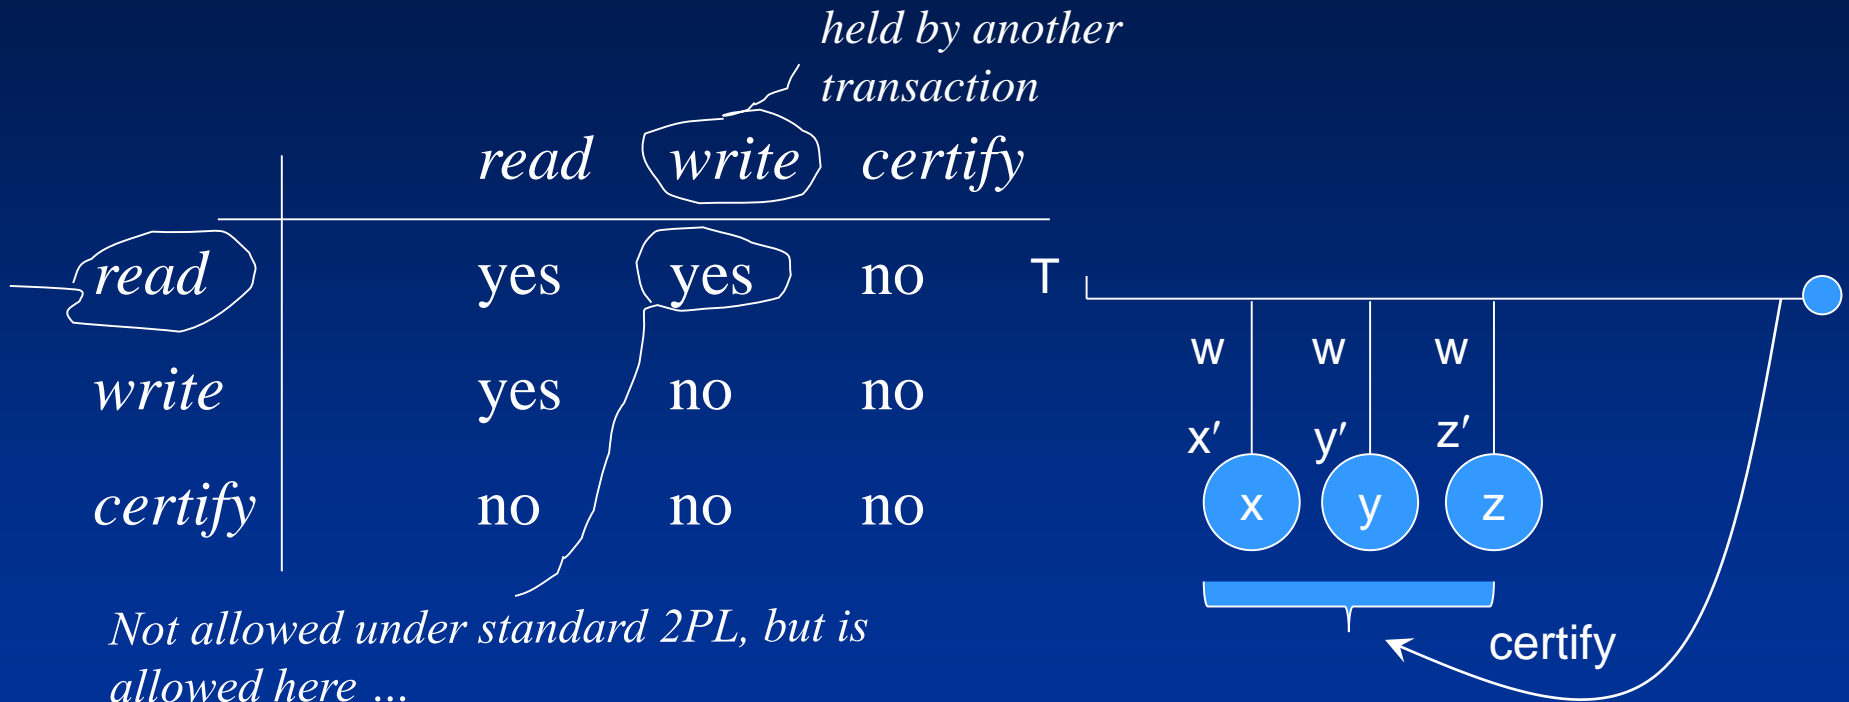 held by another
transaction
read write certify
read yes yes no
write yes no no
certify no no no
Not allowed under standard 2PL, but is
allowed here ...
T
w w w
x′ y′ z′
x y z
certify